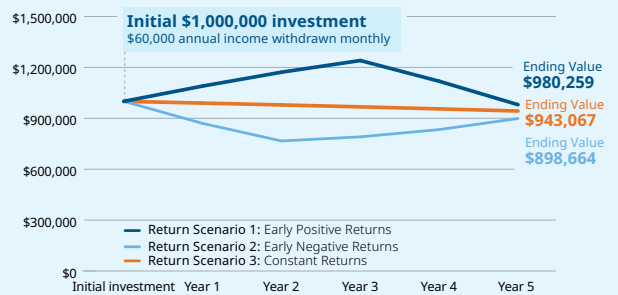 $1,500,000
Initial $1,000,000 investment
$60,000 annual income withdrawn monthly
$1,200,000
Ending Value
$980,259
Ending Value
$943,067
$900,000
Ending Value
$898,664
$600,000
$300,000
Return Scenario 1: Early Positive Returns
Return Scenario 2: Early Negative Returns
Return Scenario 3: Constant Returns
$0
Initial investment Year 1 Year 2 Year 3 Year 4 Year 5